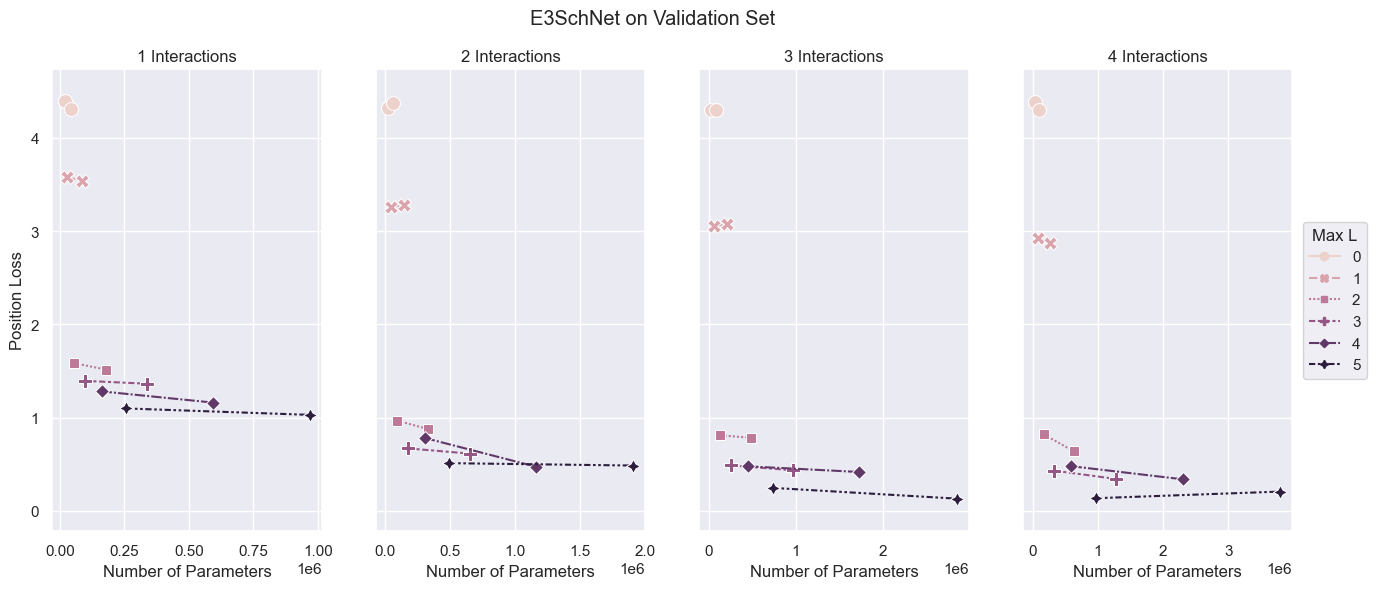 E3SchNet on Validation Set
1 Interactions
2 Interactions
3 Interactions
4 Interactions
Position Loss
4
3
2
1
0
0.00 0.25 0.50 0.75 1.00
1e6
Number of Parameters
0.0 0.5 1.0 1.5 2.0
1e6
Number of Parameters
0 1 2
1e6
Number of Parameters
0 1 2 3
1e6
Number of Parameters
Max L
0
1
2
3
4
5